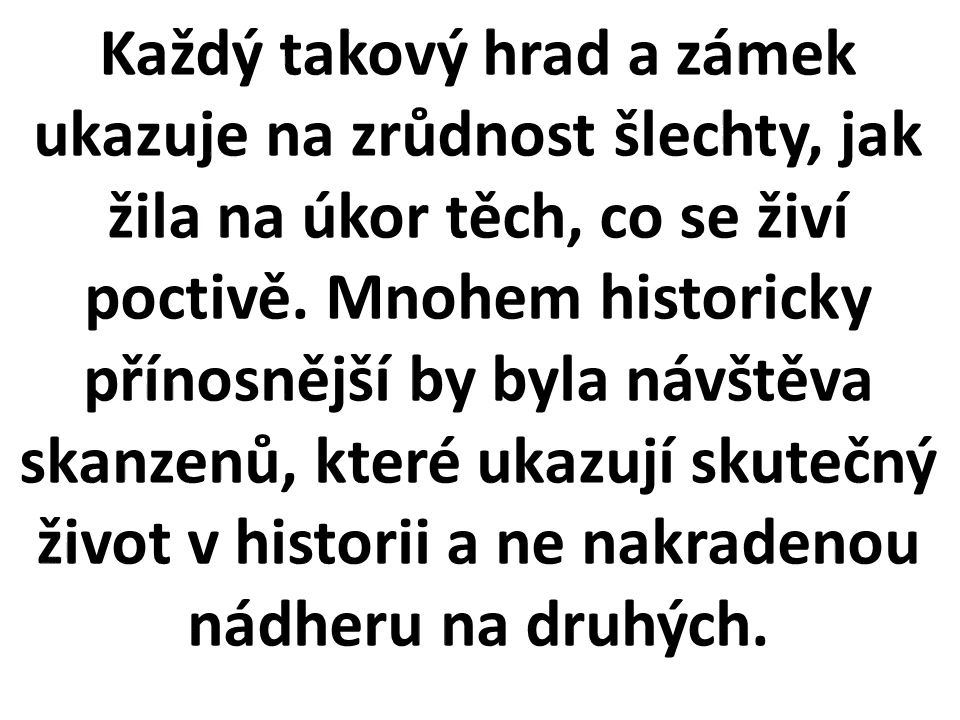 Každý takový hrad a zámek
ukazuje na zrůdnost šlechty, jak
žila na úkor těch, co se živí
poctivě. Mnohem historicky
přínosnější by byla návštěva
skanzenů, které ukazují skutečný
život v historii a ne nakradenou
nádheru na druhých.